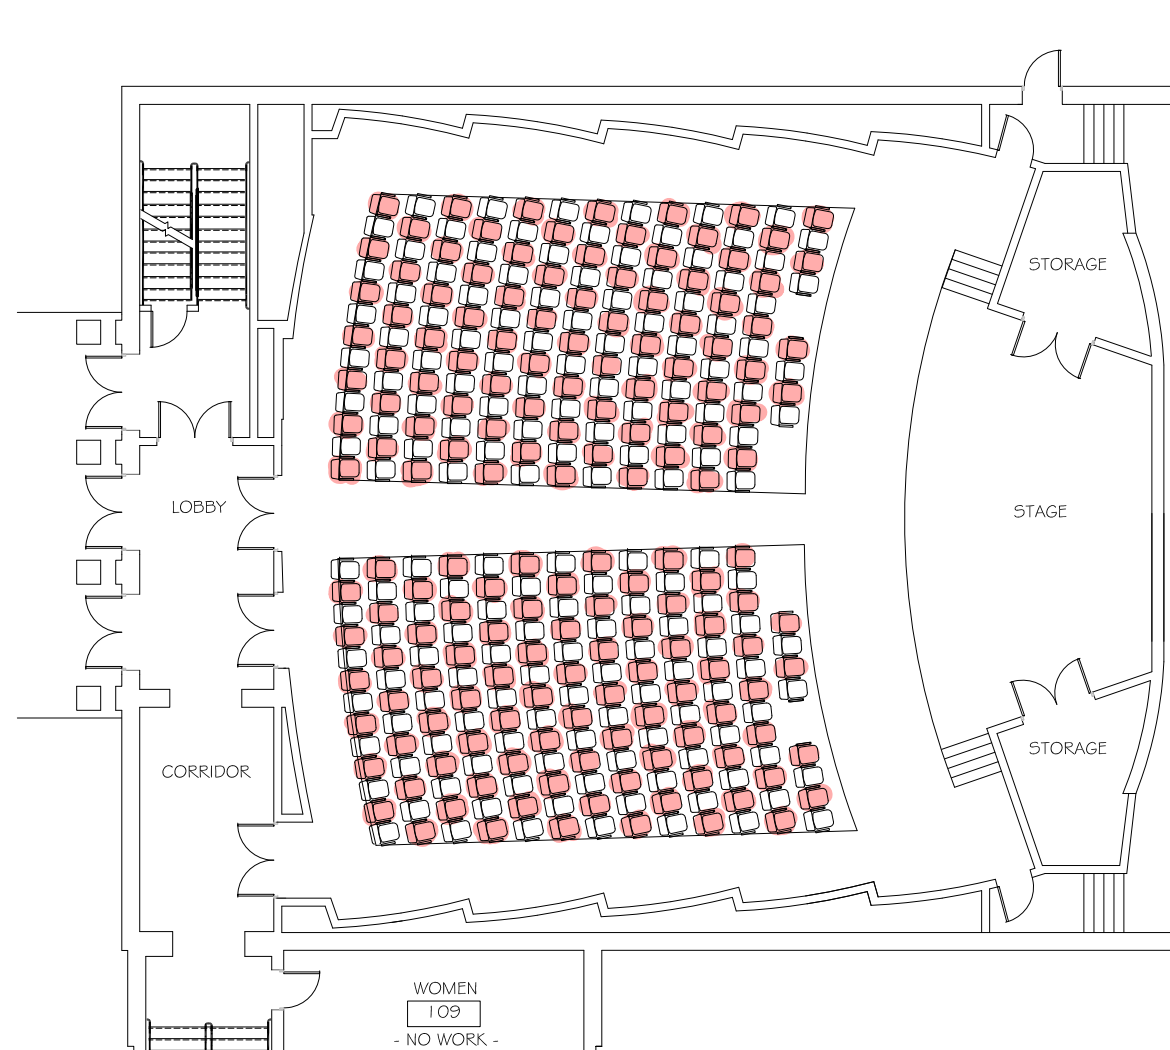 STORAGE
LOBBY
STAGE
STORAGE
CORRIDOR
WOMEN
109
- NO WORK -